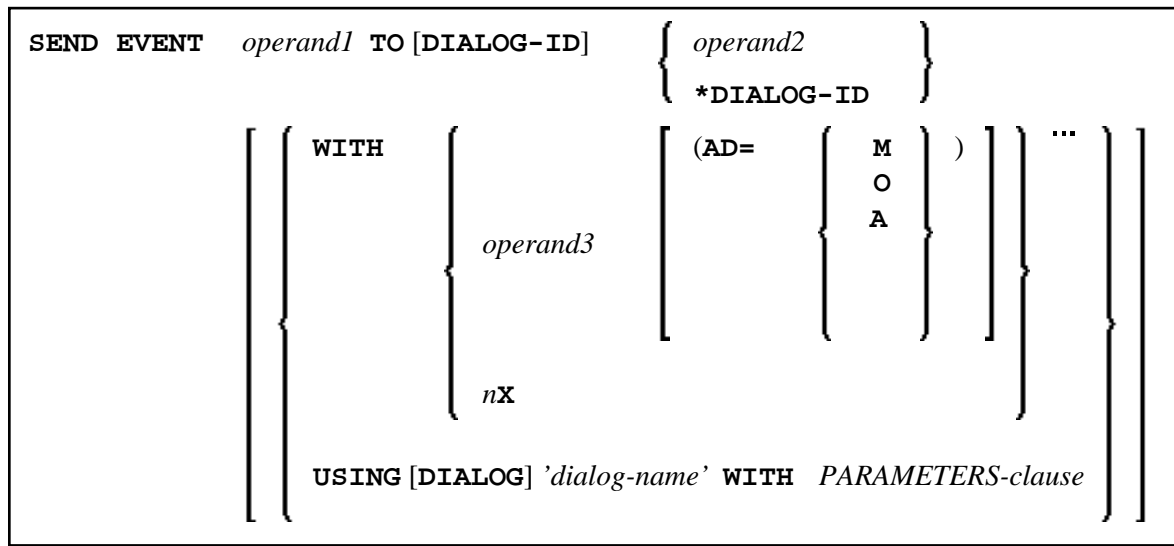 SEND EVENT operand1 TO [DIALOG-ID] operand2
*DIALOG-ID
WITH (AD= M ) ...
O
A
operand3
nX
USING [DIALOG] ’dialog-name’ WITH PARAMETERS-clause